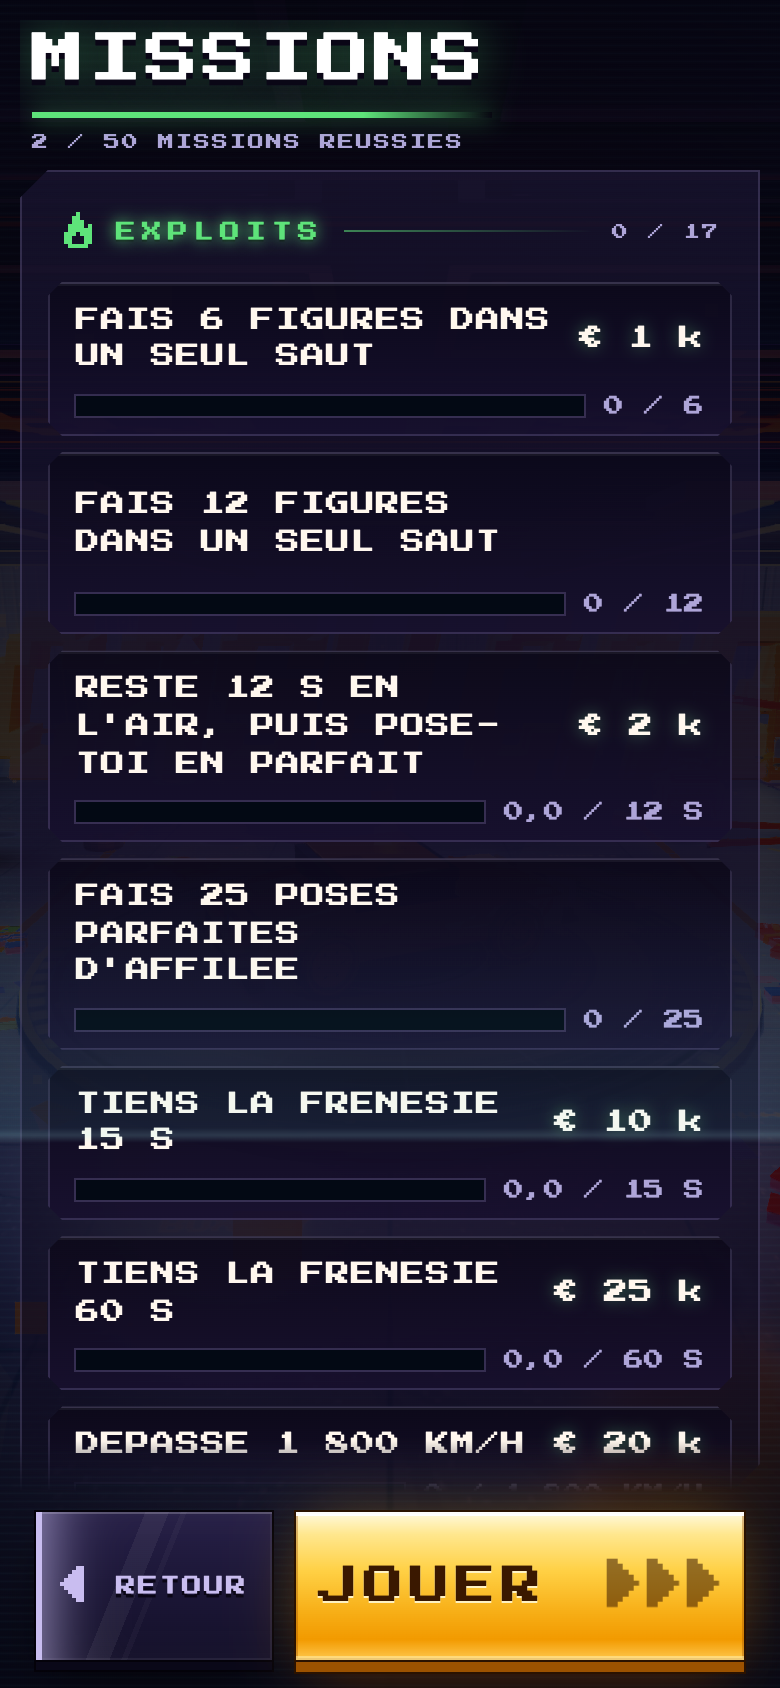 MISSIONS
2 / 50 MISSIONS REUSSIES
EXPLOITS 0 / 17
FAIS 6 FIGURES DANS
UN SEUL SAUT
€ 1 k
0 / 6
FAIS 12 FIGURES
DANS UN SEUL SAUT
0 / 12
RESTE 12 S EN
L'AIR, PUIS POSE-
TOI EN PARFAIT
€ 2 k
0,0 / 12 S
FAIS 25 POSES
PARFAITES
D'AFFILEE
0 / 25
TIENS LA FRENESIE
15 S
€ 10 k
0,0 / 15 S
TIENS LA FRENESIE
60 S
€ 25 k
0,0 / 60 S
DEPASSE 1 800 KM/H € 20 k
RETOUR
JOUER